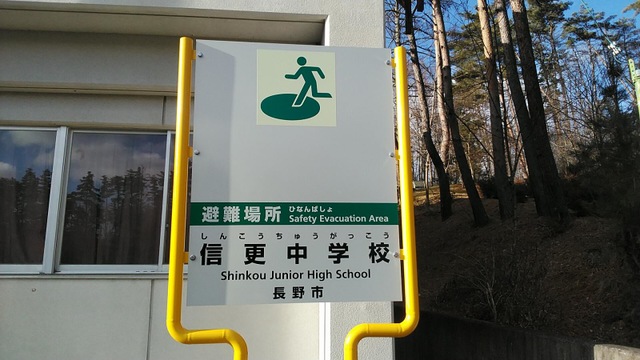 避難場所 ひなんばしょ
Safety Evacuation Area
しんこうちゅうがっこう
信更中学校
Shinkou Junior High School
長野市